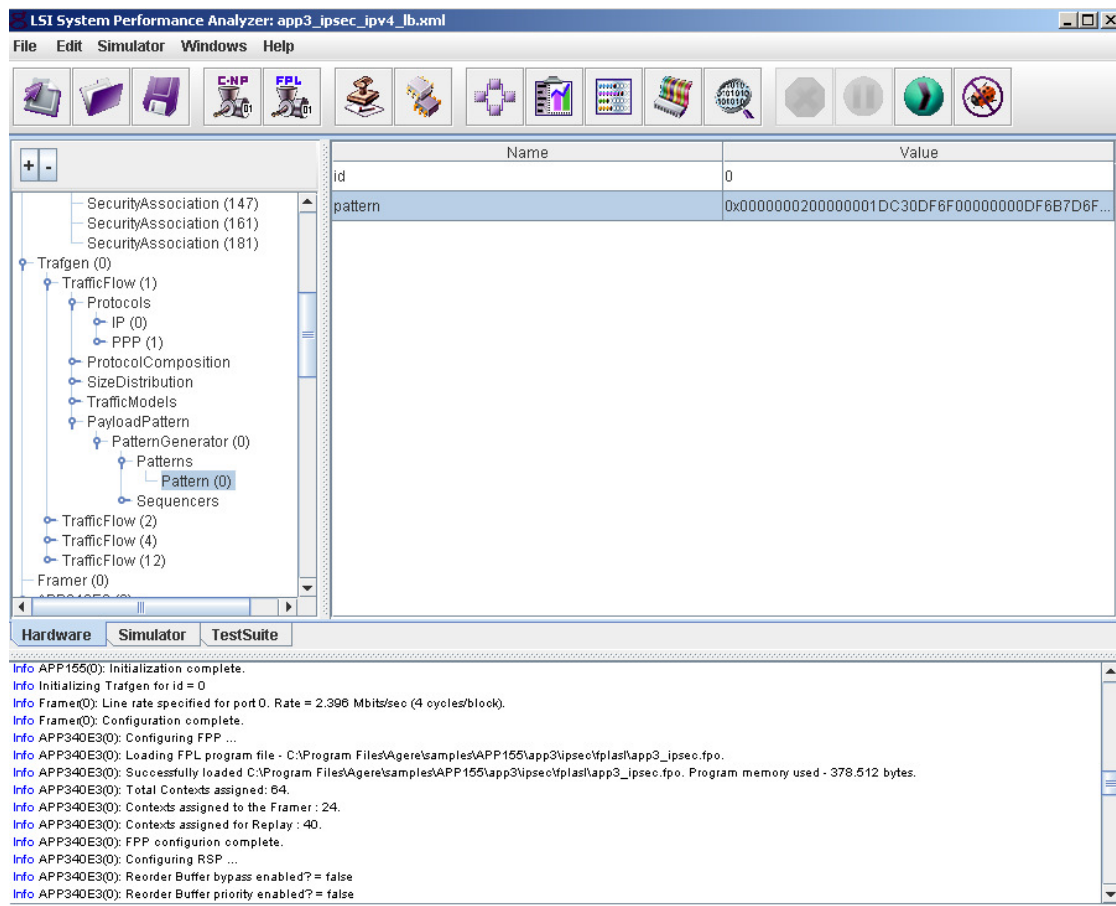 LSI System Performance Analyzer: app3_ipsec_ipv4_lb.xml
File Edit Simulator Windows Help
C-NP FPL
+ -
Name Value
id 0
pattern 0x0000000200000001DC30DF6F00000000DF6B7D6F...
SecurityAssociation (147)
SecurityAssociation (161)
SecurityAssociation (181)
Trafgen (0)
TrafficFlow (1)
Protocols
IP (0)
PPP (1)
ProtocolComposition
SizeDistribution
TrafficModels
PayloadPattern
PatternGenerator (0)
Patterns
Pattern (0)
Sequencers
TrafficFlow (2)
TrafficFlow (4)
TrafficFlow (12)
Framer (0)
Hardware Simulator TestSuite
Info APP155(0): Initialization complete.
Info Initializing Trafgen for id = 0
Info Framer(0): Line rate specified for port 0. Rate = 2.396 Mbits/sec (4 cycles/block).
Info Framer(0): Configuration complete.
Info APP340E3(0): Configuring FPP ...
Info APP340E3(0): Loading FPL program file - C:\Program Files\Agere\samples\APP155\app3\ipsec\fplasl\app3_ipsec.fpo.
Info APP340E3(0): Successfully loaded C:\Program Files\Agere\samples\APP155\app3\ipsec\fplasl\app3_ipsec.fpo. Program memory used - 378.512 bytes.
Info APP340E3(0): Total Contexts assigned: 64.
Info APP340E3(0): Contexts assigned to the Framer : 24.
Info APP340E3(0): Contexts assigned for Replay : 40.
Info APP340E3(0): FPP configurion complete.
Info APP340E3(0): Configuring RSP ...
Info APP340E3(0): Reorder Buffer bypass enabled? = false
Info APP340E3(0): Reorder Buffer priority enabled? = false